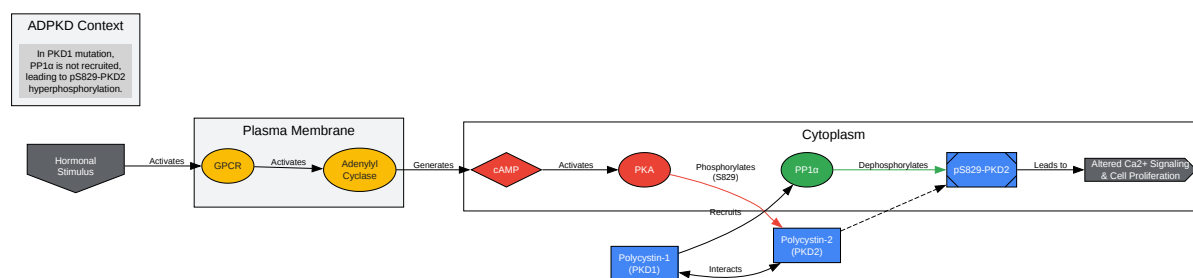 ADPKD Context
In PKD1 mutation,
PP1α is not recruited,
leading to pS829-PKD2
hyperphosphorylation.
Plasma Membrane
Cytoplasm
Hormonal
Stimulus
Activates
GPCR
Activates
Adenylyl
Cyclase
Generates
cAMP
Activates
PKA
Phosphorylates
(S829)
PP1α
Dephosphorylates
pS829-PKD2
Leads to
Altered Ca2+ Signaling
& Cell Proliferation
Recruits
Polycystin-1
(PKD1)
Interacts
Polycystin-2
(PKD2)